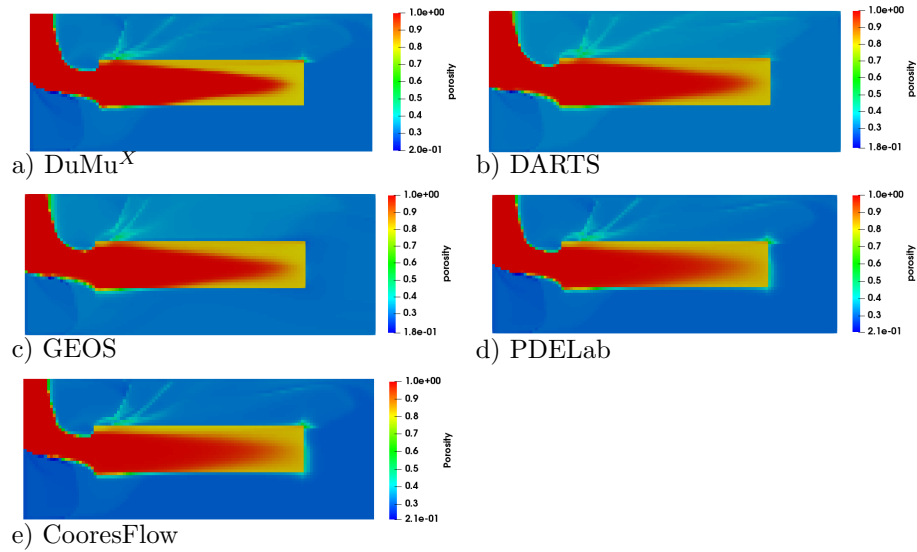 1.0e+00
0.9
0.8
0.7
0.6
0.5
0.4
0.3
2.0e-01
porosity
a) DuMu^X
1.0e+00
0.9
0.8
0.7
0.6
0.5
0.4
0.3
1.8e-01
porosity
b) DARTS
1.0e+00
0.9
0.8
0.7
0.6
0.5
0.4
0.3
1.8e-01
porosity
c) GEOS
1.0e+00
0.9
0.8
0.7
0.6
0.5
0.4
0.3
2.1e-01
porosity
d) PDELab
1.0e+00
0.9
0.8
0.7
0.6
0.5
0.4
0.3
2.1e-01
Porosity
e) CooresFlow